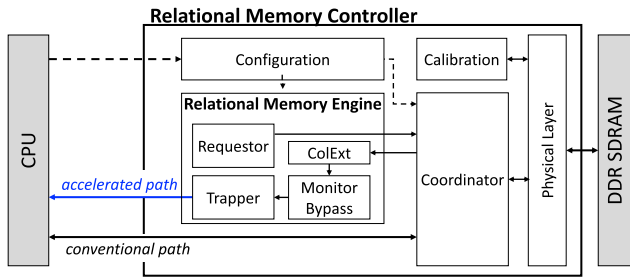 Relational Memory Controller
CPU
Configuration
Calibration
Relational Memory Engine
Requestor
ColExt
Trapper
Monitor
Bypass
Coordinator
Physical Layer
DDR SDRAM
accelerated path
conventional path